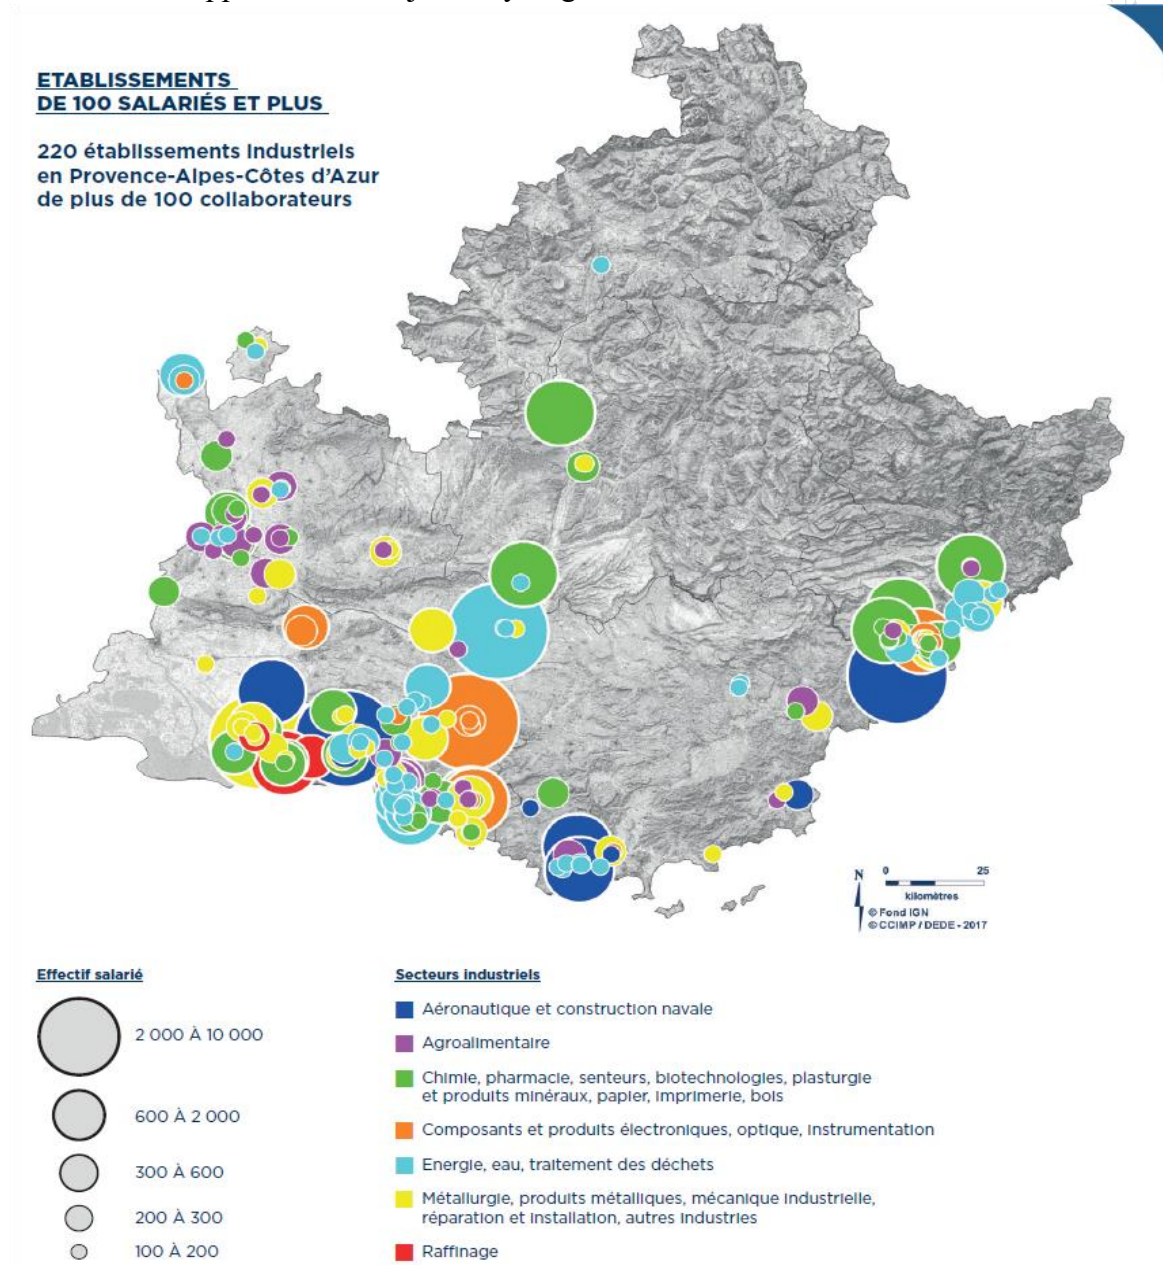 ETABLISSEMENTS
DE 100 SALARIÉS ET PLUS
220 établissements Industriels
en Provence-Alpes-Côtes d'Azur
de plus de 100 collaborateurs
N
0 25
kilomètres
© Fond IGN
© CCIMP / DEDE - 2017
Effectif salarié
2 000 À 10 000
600 À 2 000
300 À 600
200 À 300
100 À 200
Secteurs industriels
Aéronautique et construction navale
Agroalimentaire
Chimie, pharmacie, senteurs, biotechnologies, plasturgie
et produits minéraux, papier, imprimerie, bois
Composants et produits électroniques, optique, instrumentation
Energie, eau, traitement des déchets
Métallurgie, produits métalliques, mécanique industrielle,
réparation et installation, autres industries
Raffinage